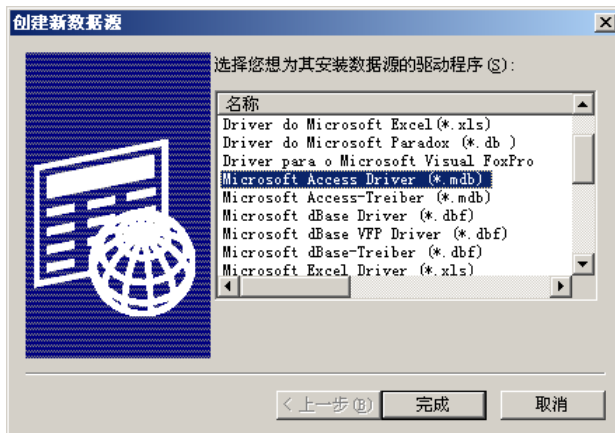 创建新数据源
选择您想为其安装数据源的驱动程序(S):
名称
Driver do Microsoft Excel(*.xls)
Driver do Microsoft Paradox (*.db )
Driver para o Microsoft Visual FoxPro
Microsoft Access Driver (*.mdb)
Microsoft Access-Treiber (*.mdb)
Microsoft dBase Driver (*.dbf)
Microsoft dBase VFP Driver (*.dbf)
Microsoft dBase-Treiber (*.dbf)
Microsoft Excel Driver (*.xls)
< 上一步(B) 完成 取消